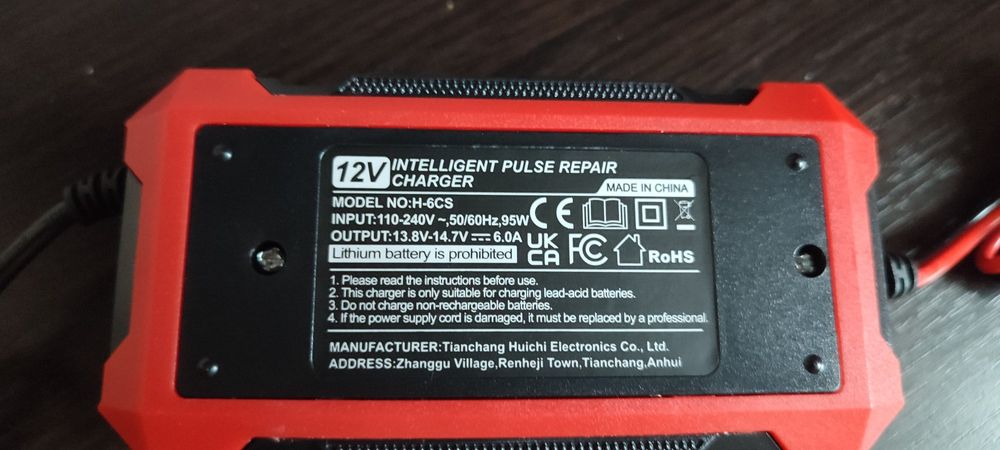 12V INTELLIGENT PULSE REPAIR
CHARGER
MADE IN CHINA
MODEL NO:H-6CS
INPUT:110-240V ~,50/60Hz,95W
OUTPUT:13.8V-14.7V⎓6.0A
Lithium battery is prohibited
CE
UK
CA
FC
RoHS
1. Please read the instructions before use.
2. This charger is only suitable for charging lead-acid batteries.
3. Do not charge non-rechargeable batteries.
4. If the power supply cord is damaged, it must be replaced by a professional.
MANUFACTURER:Tianchang Huichi Electronics Co., Ltd.
ADDRESS:Zhanggu Village,Renheji Town,Tianchang,Anhui